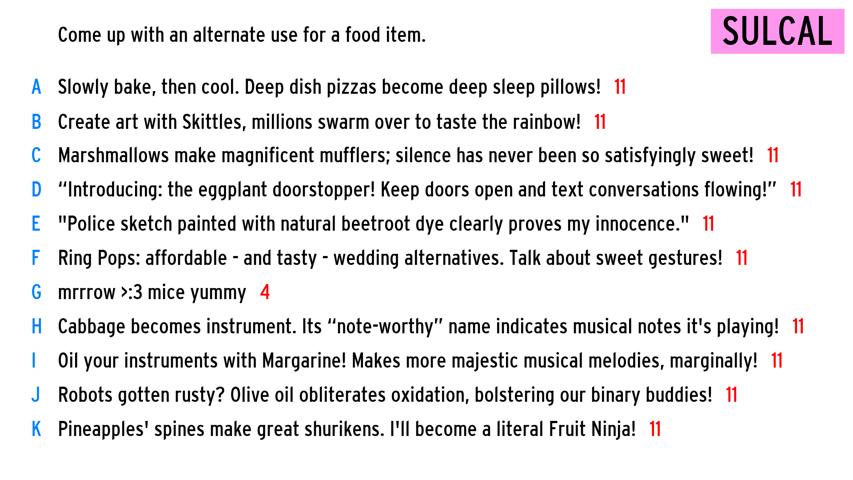 Come up with an alternate use for a food item.
SULCAL
A Slowly bake, then cool. Deep dish pizzas become deep sleep pillows! 11
B Create art with Skittles, millions swarm over to taste the rainbow! 11
C Marshmallows make magnificent mufflers; silence has never been so satisfyingly sweet! 11
D “Introducing: the eggplant doorstopper! Keep doors open and text conversations flowing!” 11
E "Police sketch painted with natural beetroot dye clearly proves my innocence." 11
F Ring Pops: affordable - and tasty - wedding alternatives. Talk about sweet gestures! 11
G mrrrow >:3 mice yummy 4
H Cabbage becomes instrument. Its “note-worthy” name indicates musical notes it's playing! 11
I Oil your instruments with Margarine! Makes more majestic musical melodies, marginally! 11
J Robots gotten rusty? Olive oil obliterates oxidation, bolstering our binary buddies! 11
K Pineapples' spines make great shurikens. I'll become a literal Fruit Ninja! 11